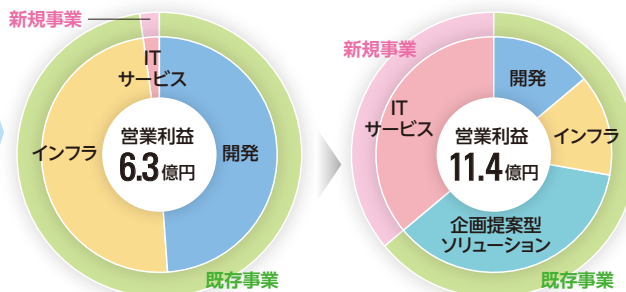 新規事業
IT
サービス
インフラ
営業利益
6.3億円
開発
既存事業
新規事業
IT
サービス
開発
インフラ
営業利益
11.4億円
企画提案型
ソリューション
既存事業